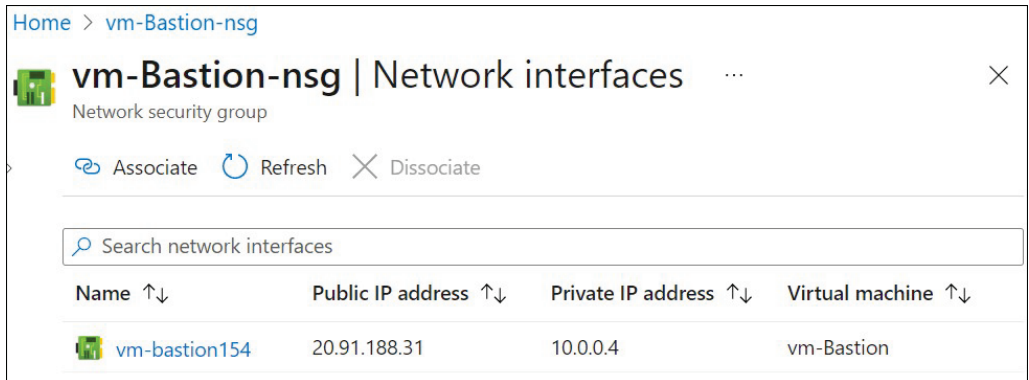 Home > vm-Bastion-nsg
vm-Bastion-nsg | Network interfaces ...
Network security group
Associate Refresh Dissociate
Search network interfaces
Name ↑↓ Public IP address ↑↓ Private IP address ↑↓ Virtual machine ↑↓
vm-bastion154 20.91.188.31 10.0.0.4 vm-Bastion